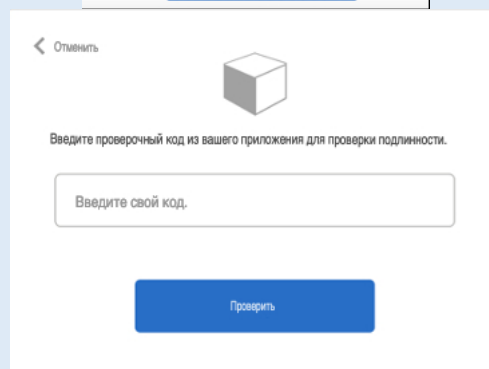 Отменить
Введите проверочный код из вашего приложения для проверки подлинности.
Введите свой код.
Проверить